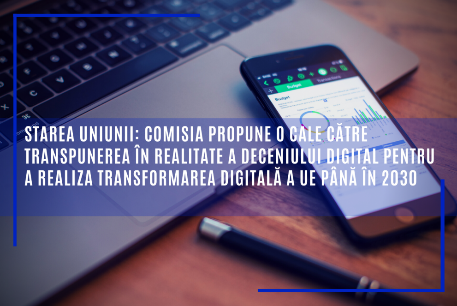 STAREA UNIUNII: COMISIA PROPUNE O CALE CĂTRE
TRANSPUNEREA ÎN REALITATE A DECENIULUI DIGITAL PENTRU
A REALIZA TRANSFORMAREA DIGITALĂ A UE PÂNĂ ÎN 2030
Budget